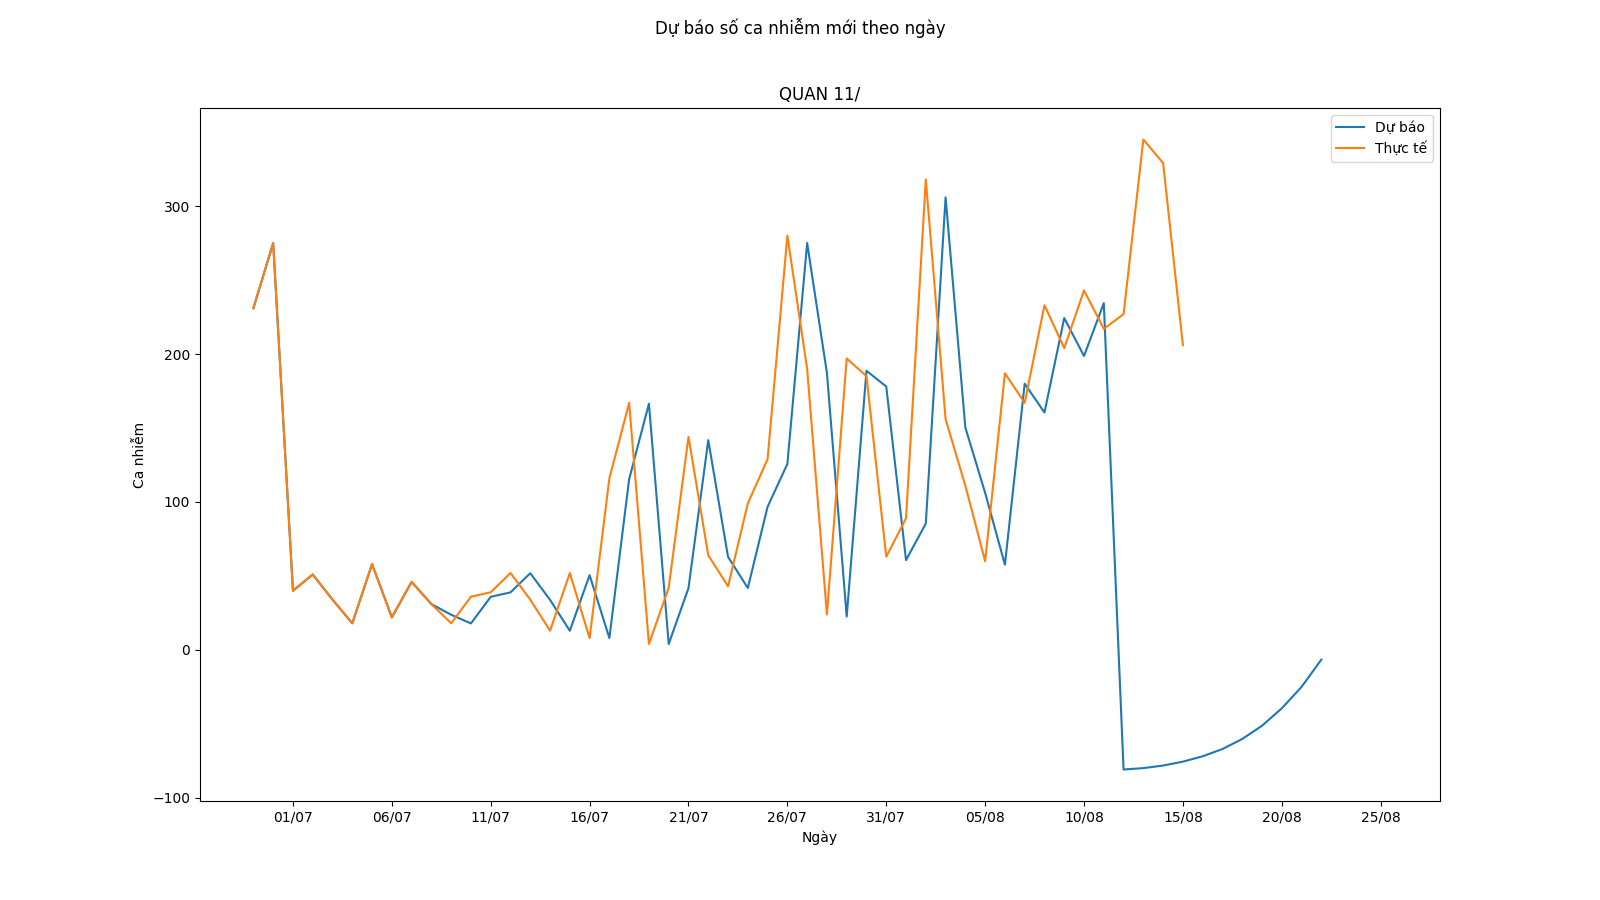 Dự báo số ca nhiễm mới theo ngày
QUAN 11/
Dự báo
Thực tế
300
200
100
0
−100
Ca nhiễm
01/07 06/07 11/07 16/07 21/07 26/07 31/07 05/08 10/08 15/08 20/08 25/08
Ngày